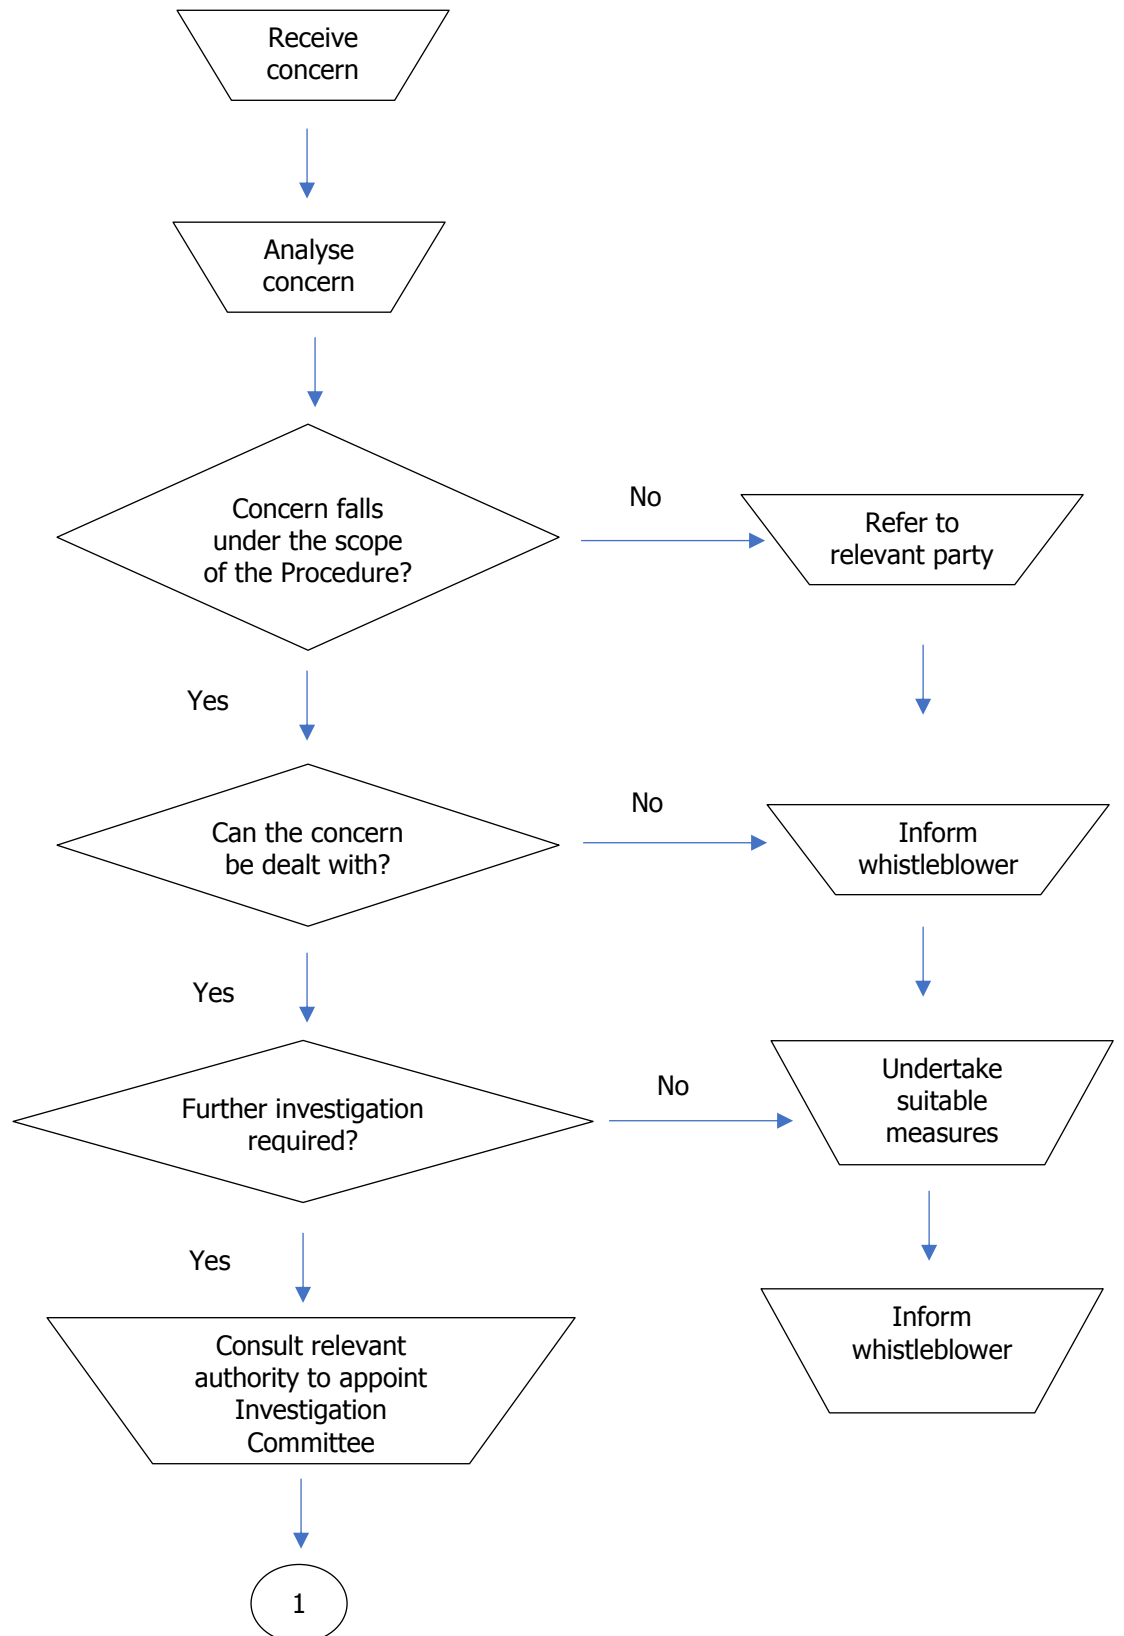 Receive
concern
Analyse
concern
Concern falls
under the scope
of the Procedure?
No
Refer to
relevant party
Yes
Can the concern
be dealt with?
No
Inform
whistleblower
Yes
Further investigation
required?
No
Undertake
suitable
measures
Yes
Consult relevant
authority to appoint
Investigation
Committee
Inform
whistleblower
1